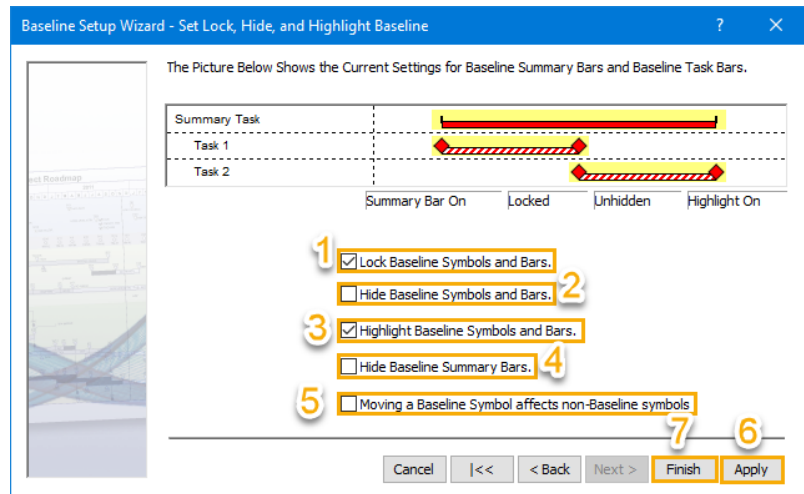 Baseline Setup Wizard - Set Lock, Hide, and Highlight Baseline ?
The Picture Below Shows the Current Settings for Baseline Summary Bars and Baseline Task Bars.
Summary Task
Task 1
Task 2
Summary Bar On Locked Unhidden Highlight On
1 Lock Baseline Symbols and Bars.
Hide Baseline Symbols and Bars. 2
3 Highlight Baseline Symbols and Bars.
Hide Baseline Summary Bars. 4
5 Moving a Baseline Symbol affects non-Baseline symbols
7 6
Cancel |<< < Back Next > Finish Apply